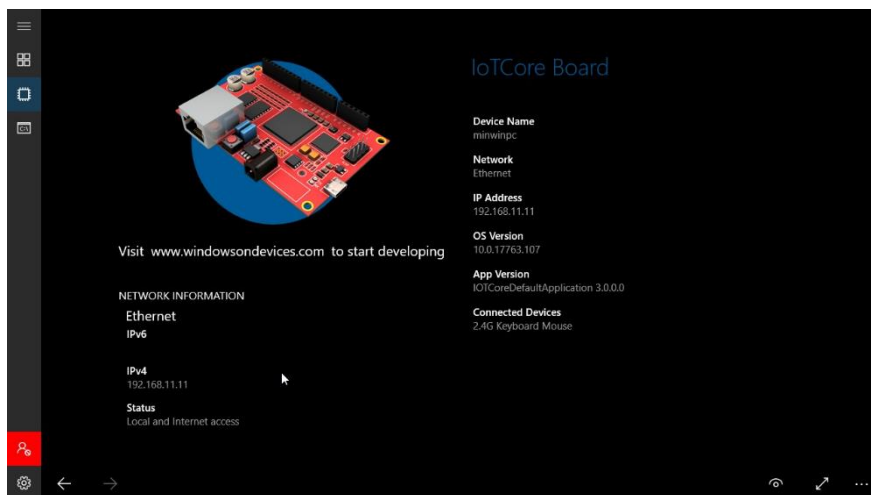 IoTCore Board
Device Name
minwinpc
Network
Ethernet
IP Address
192.168.11.11
OS Version
10.0.17763.107
App Version
IOTCoreDefaultApplication 3.0.0.0
Connected Devices
2.4G Keyboard Mouse
Visit www.windowsondevices.com to start developing
NETWORK INFORMATION
Ethernet
IPv6
IPv4
192.168.11.11
Status
Local and Internet access